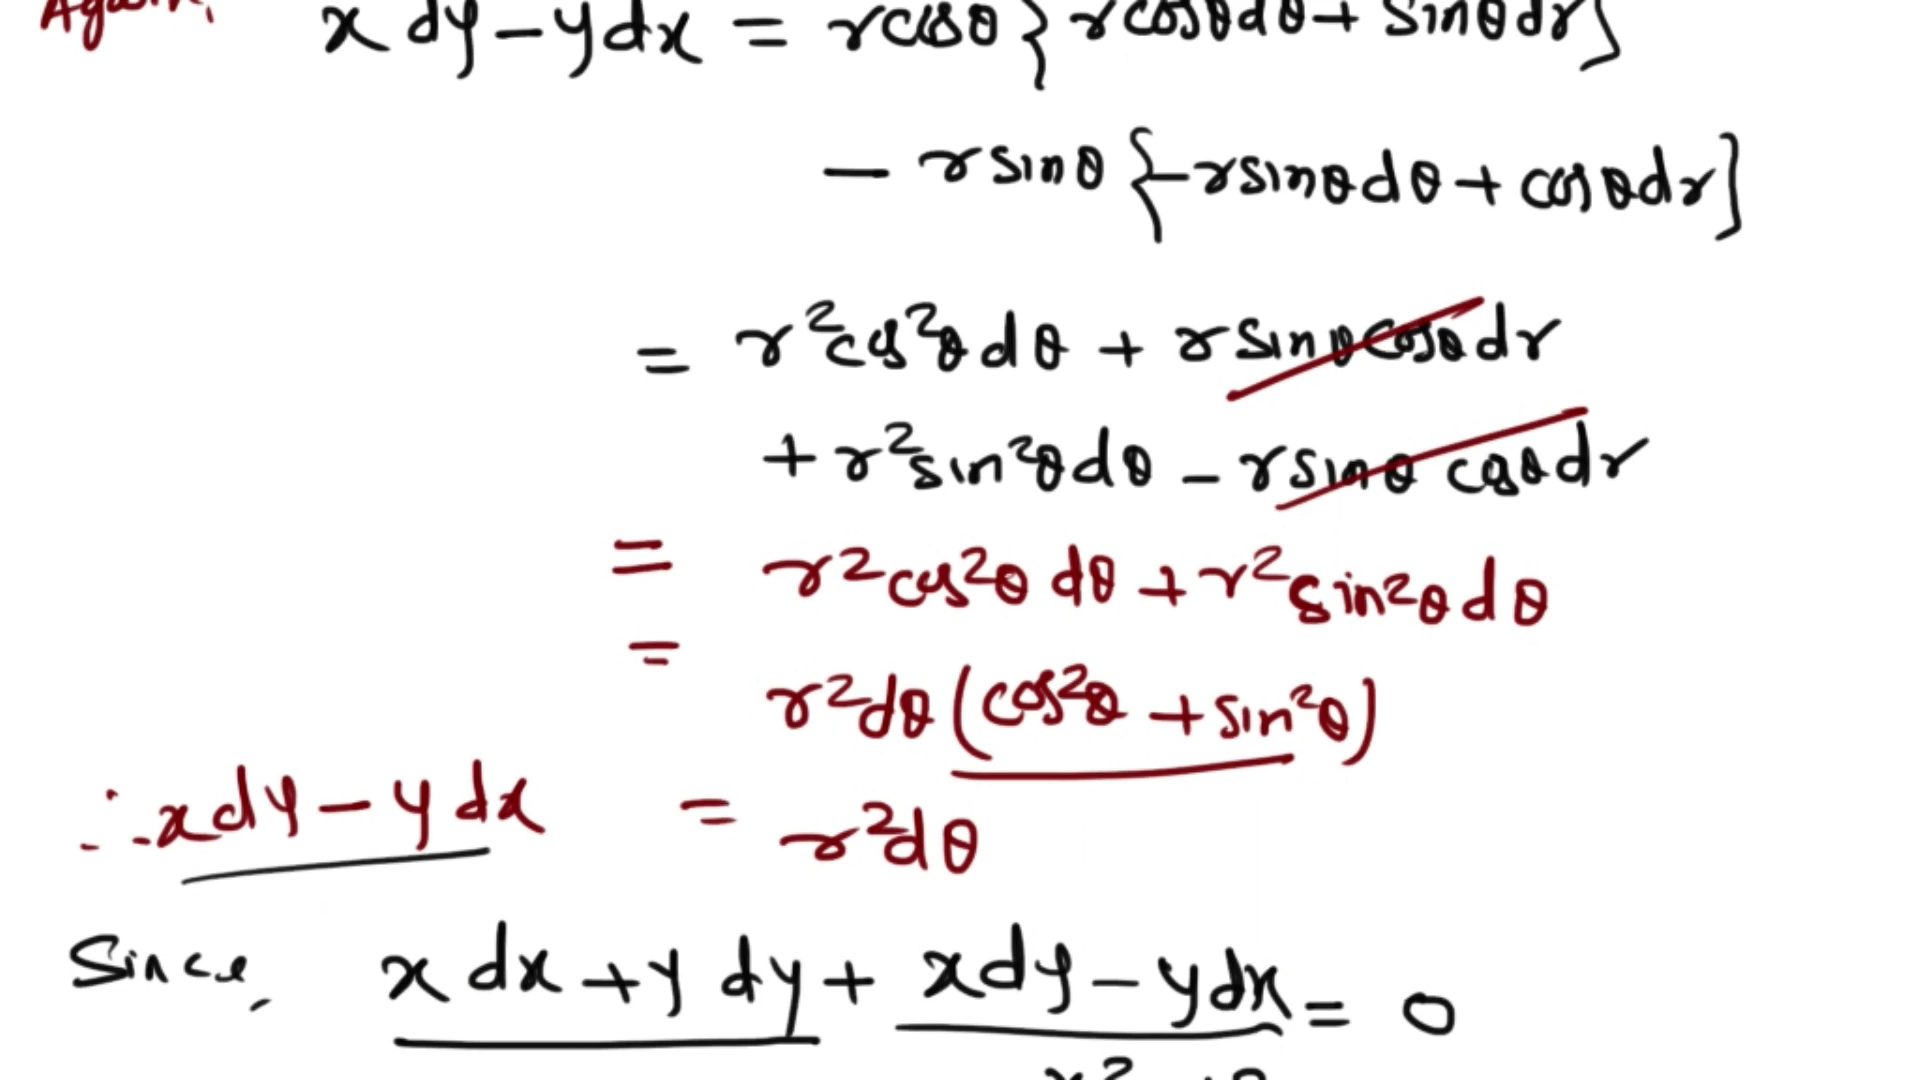 Again, x dy - y dx = r cosθ { r cosθ dθ + sinθ dr }
- r sinθ { -r sinθ dθ + cosθ dr ]
= r²cos²θ dθ + r sinθ cosθ dr
+ r²sin²θ dθ - r sinθ cosθ dr
= r²cos²θ dθ + r²sin²θ dθ
= r²dθ (cos²θ + sin²θ)
∴ x dy - y dx = r²dθ
Since, x dx + y dy + x dy - y dx = 0